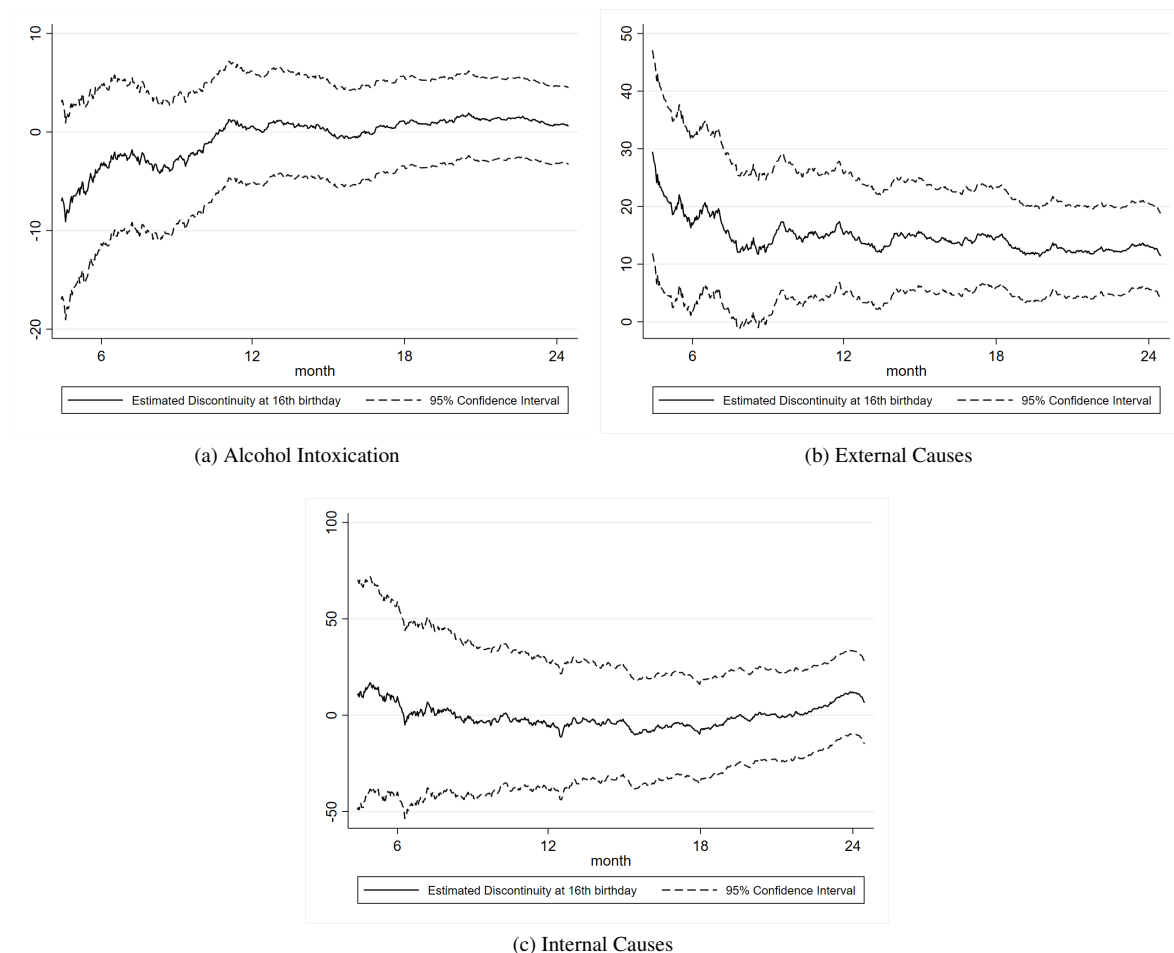 10
0
-10
-20
6 12 18 24
month
Estimated Discontinuity at 16th birthday 95% Confidence Interval
(a) Alcohol Intoxication
50
40
30
20
10
0
6 12 18 24
month
Estimated Discontinuity at 16th birthday 95% Confidence Interval
(b) External Causes
100
50
0
-50
6 12 18 24
month
Estimated Discontinuity at 16th birthday 95% Confidence Interval
(c) Internal Causes